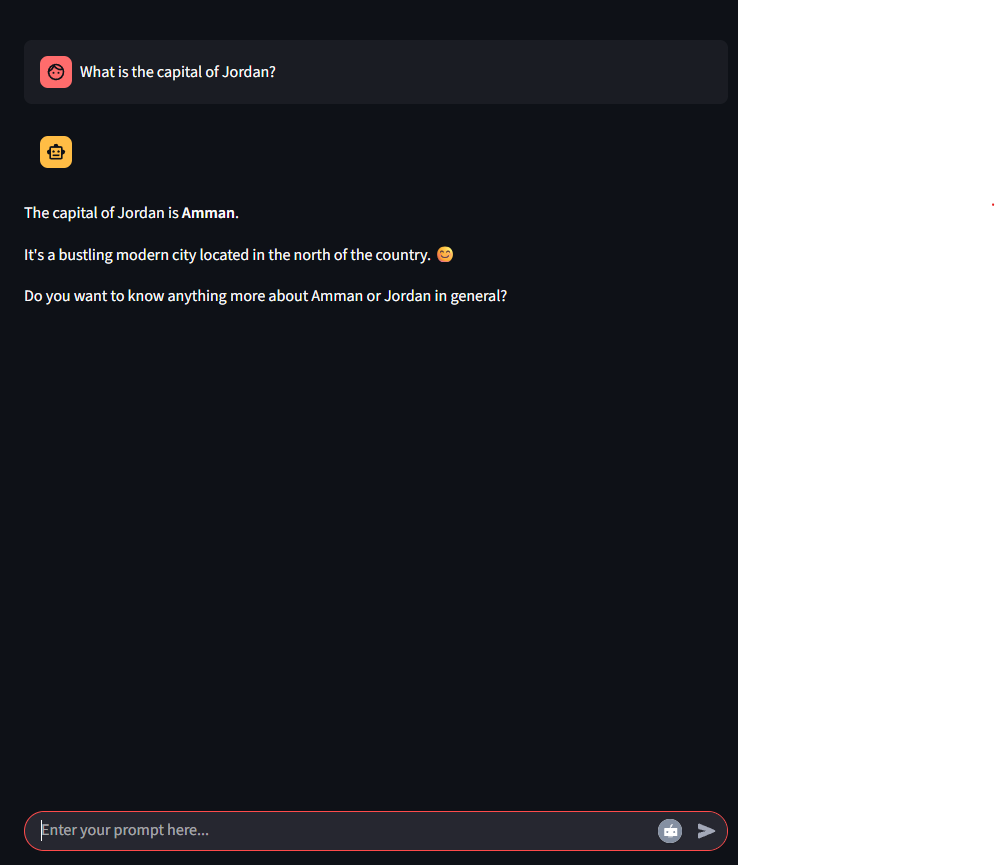 What is the capital of Jordan?
The capital of Jordan is Amman.
It's a bustling modern city located in the north of the country. 😊
Do you want to know anything more about Amman or Jordan in general?
Enter your prompt here...